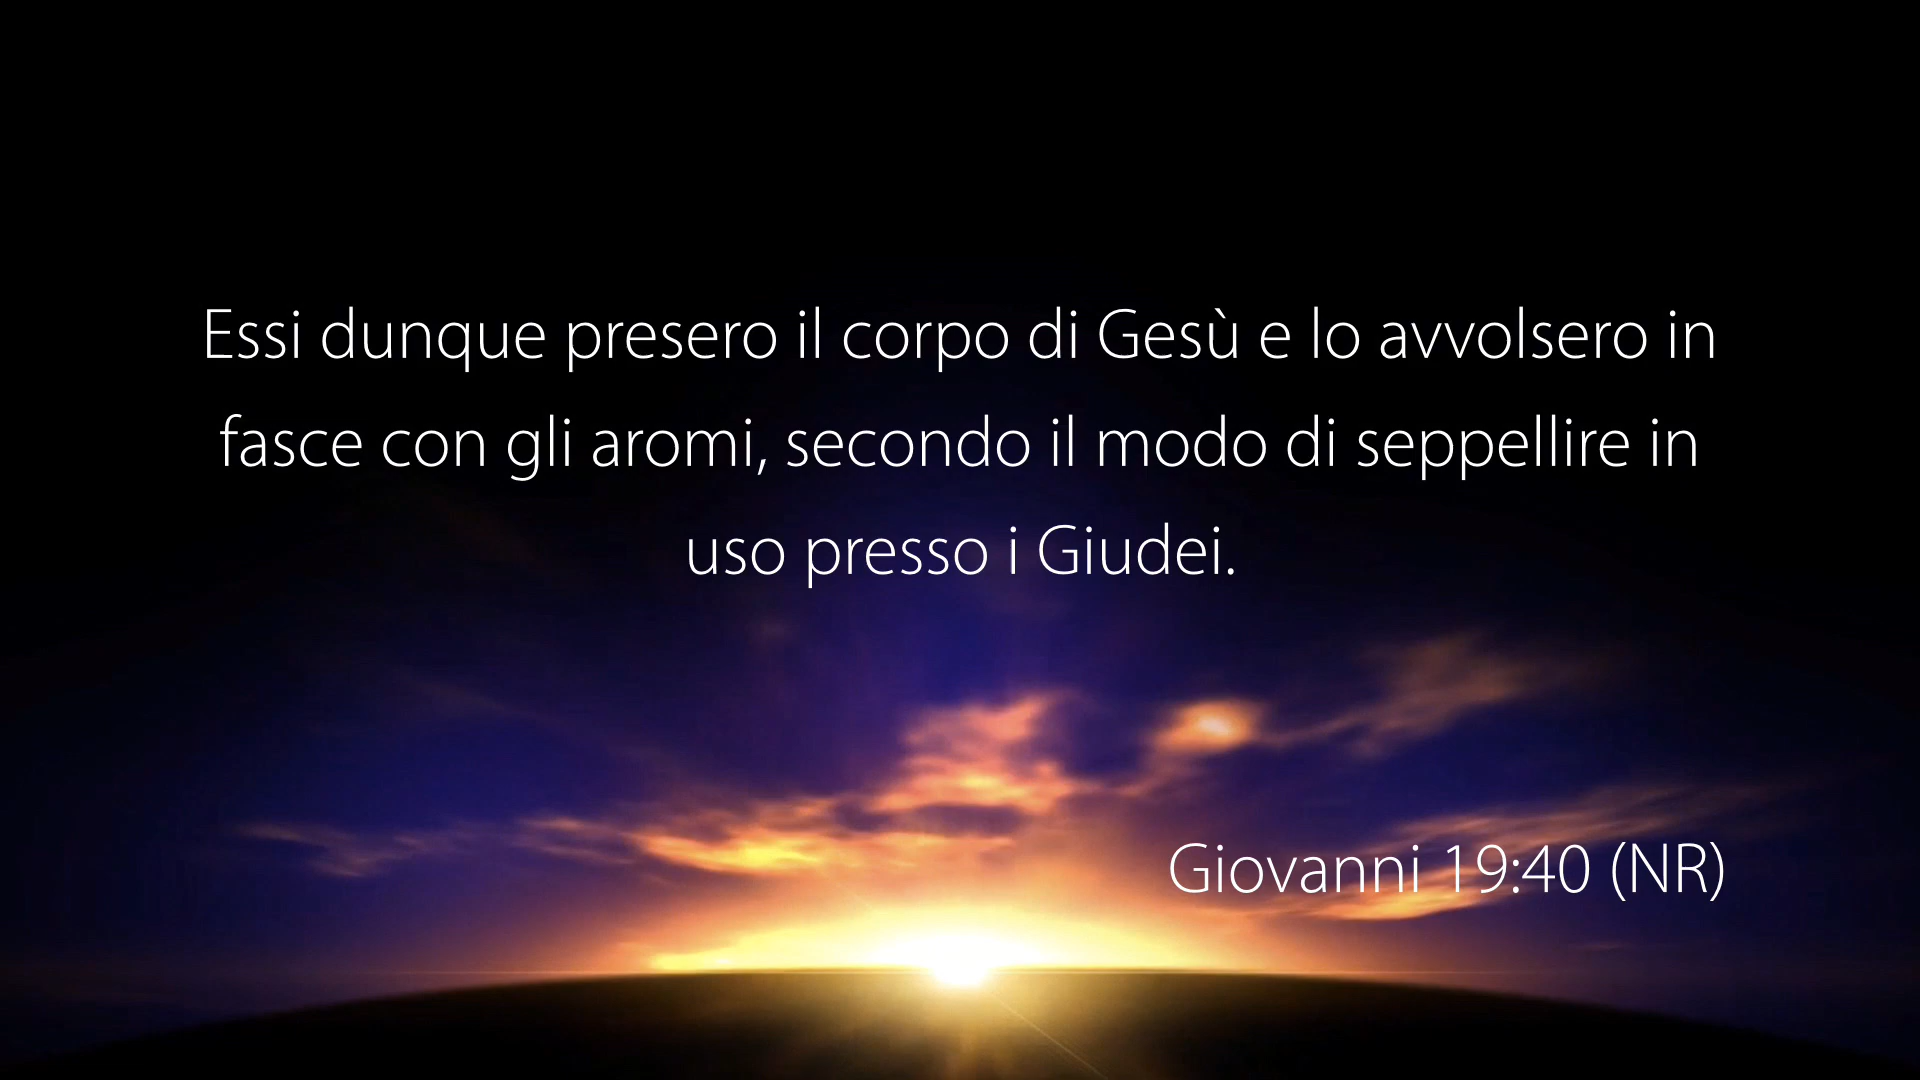 Essi dunque presero il corpo di Gesù e lo avvolsero in
fasce con gli aromi, secondo il modo di seppellire in
uso presso i Giudei.
Giovanni 19:40 (NR)